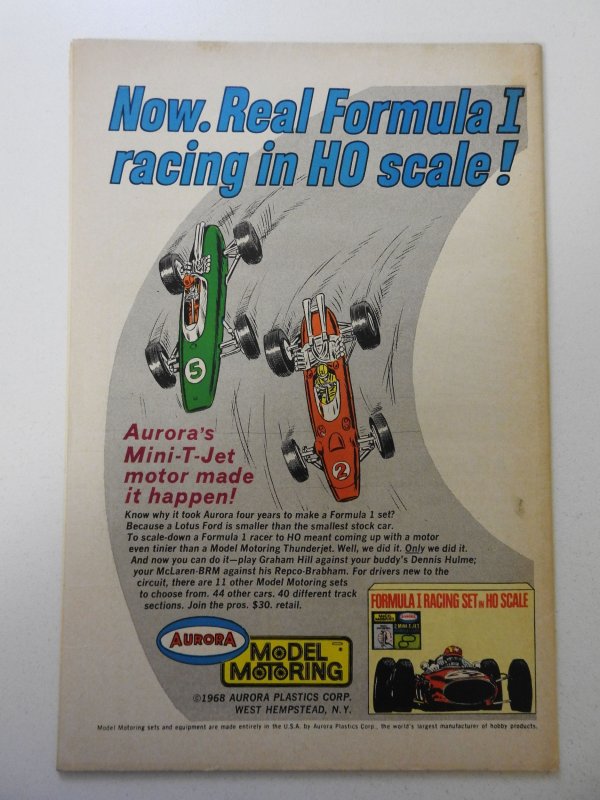 Now. Real Formula I
racing in HO scale!
5
2
Aurora's
Mini-T-Jet
motor made
it happen!
Know why it took Aurora four years to make a Formula 1 set?
Because a Lotus Ford is smaller than the smallest stock car.
To scale-down a Formula 1 racer to HO meant coming up with a motor
even tinier than a Model Motoring Thunderjet. Well, we did it. Only we did it.
And now you can do it—play Graham Hill against your buddy's Dennis Hulme;
your McLaren-BRM against his Repco-Brabham. For drivers new to the
circuit, there are 11 other Model Motoring sets
to choose from. 44 other cars. 40 different track
sections. Join the pros. $30. retail.
FORMULA I RACING SET IN HO SCALE
AURORA
MODEL
MOTORING
©1968 AURORA PLASTICS CORP.
WEST HEMPSTEAD, N.Y.
Model Motoring sets and equipment are made entirely in the U.S.A. by Aurora Plastics Corp., the world's largest manufacturer of hobby products.